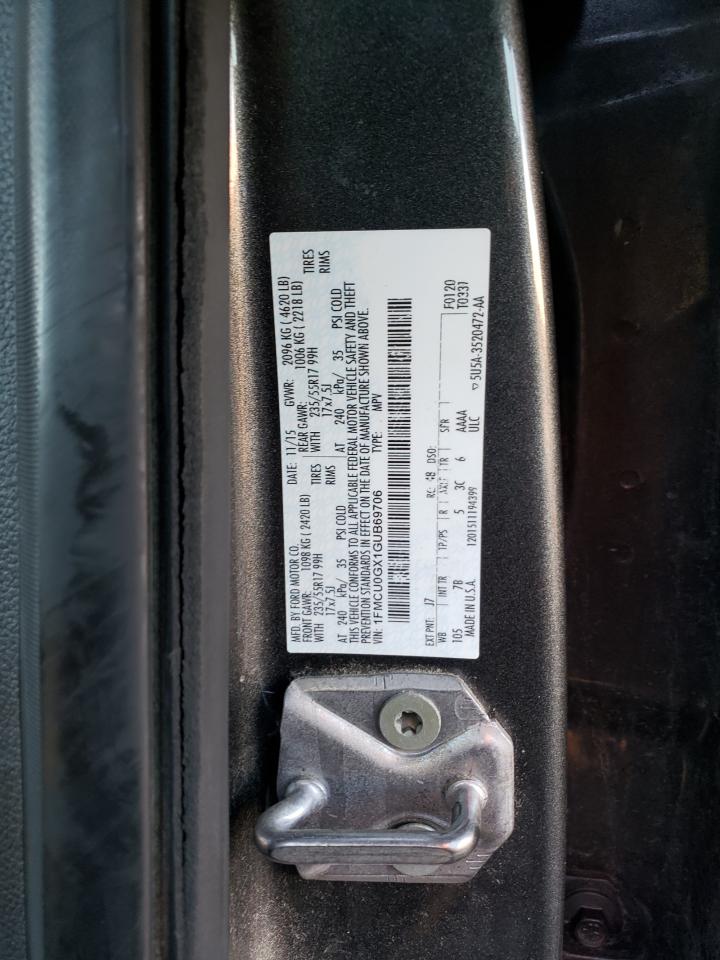 MFD. BY FORD MOTOR CO. DATE: 11/15 GVWR: 2096 KG ( 4620 LB)
FRONT GAWR: 1098 KG ( 2420 LB) REAR GAWR: 1006 KG ( 2218 LB)
WITH 235/55R17 99H TIRES WITH 235/55R17 99H TIRES
17x7.5J RIMS 17x7.5J RIMS
AT 240 kPa/ 35 PSI COLD AT 240 kPa/ 35 PSI COLD
THIS VEHICLE CONFORMS TO ALL APPLICABLE FEDERAL MOTOR VEHICLE SAFETY AND THEFT
PREVENTION STANDARDS IN EFFECT ON THE DATE OF MANUFACTURE SHOWN ABOVE.
VIN: 1FMCU0GX1GUB69706 TYPE: MPV
EXT PNT: J7 RC: 48 DSO: F0120
WB INT TR TP/PS R AXLE TR SPR T0337
105 7B 5 3C 6 AAAA 5U5A-3520472-AA
MADE IN U.S.A. 1201511194399 ULC